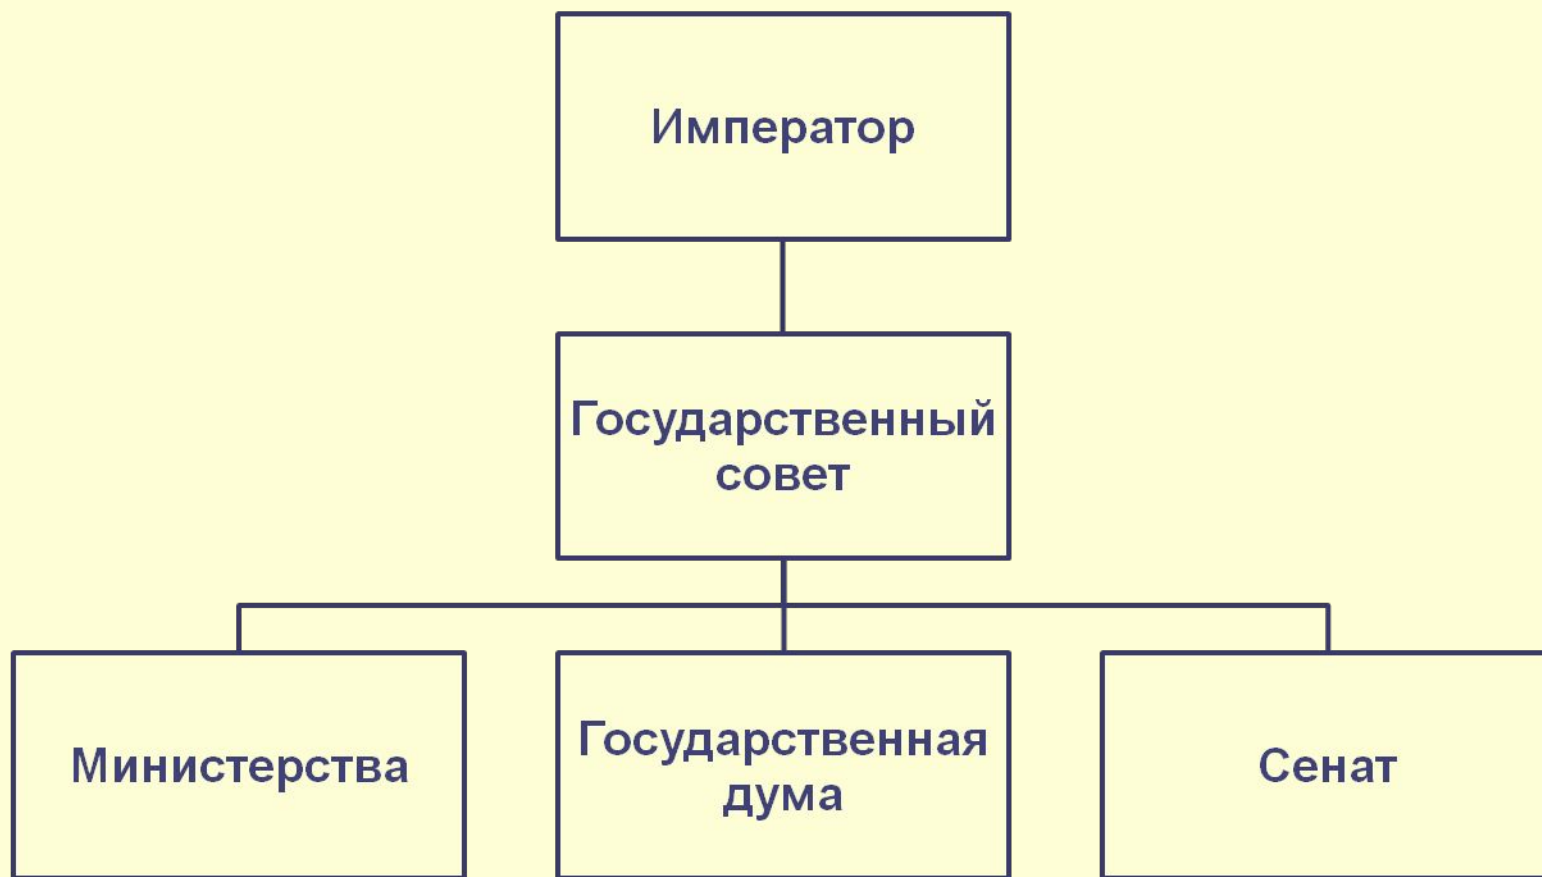 Император
Государственный
совет
Министерства
Государственная
дума
Сенат